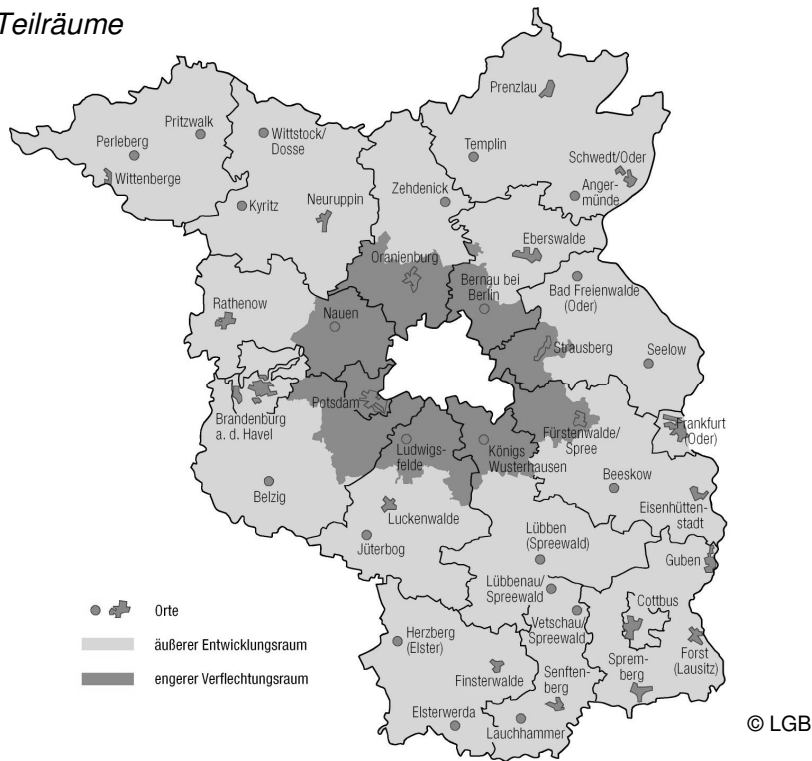 Teilräume
Prenzlau
Pritzwalk
Perleberg
Wittenberge
Wittstock/
Dosse
Templin
Schwedt/Oder
Anger-
münde
Kyritz
Neuruppin
Zehdenick
Eberswalde
Oranienburg
Bernau bei
Berlin
Bad Freienwalde
(Oder)
Rathenow
Nauen
Strausberg
Seelow
Brandenburg
a. d. Havel
Potsdam
Ludwigs-
felde
Königs
Wusterhausen
Fürstenwalde/
Spree
Frankfurt
(Oder)
Belzig
Beeskow
Eisenhütten-
stadt
Luckenwalde
Jüterbog
Lübben
(Spreewald)
Guben
Lübbenau/
Spreewald
Cottbus
Vetschau/
Spreewald
Forst
(Lausitz)
Herzberg
(Elster)
Finsterwalde
Senften-
berg
Sprem-
berg
Elsterwerda
Lauchhammer
Orte
äußerer Entwicklungsraum
engerer Verflechtungsraum
© LGB